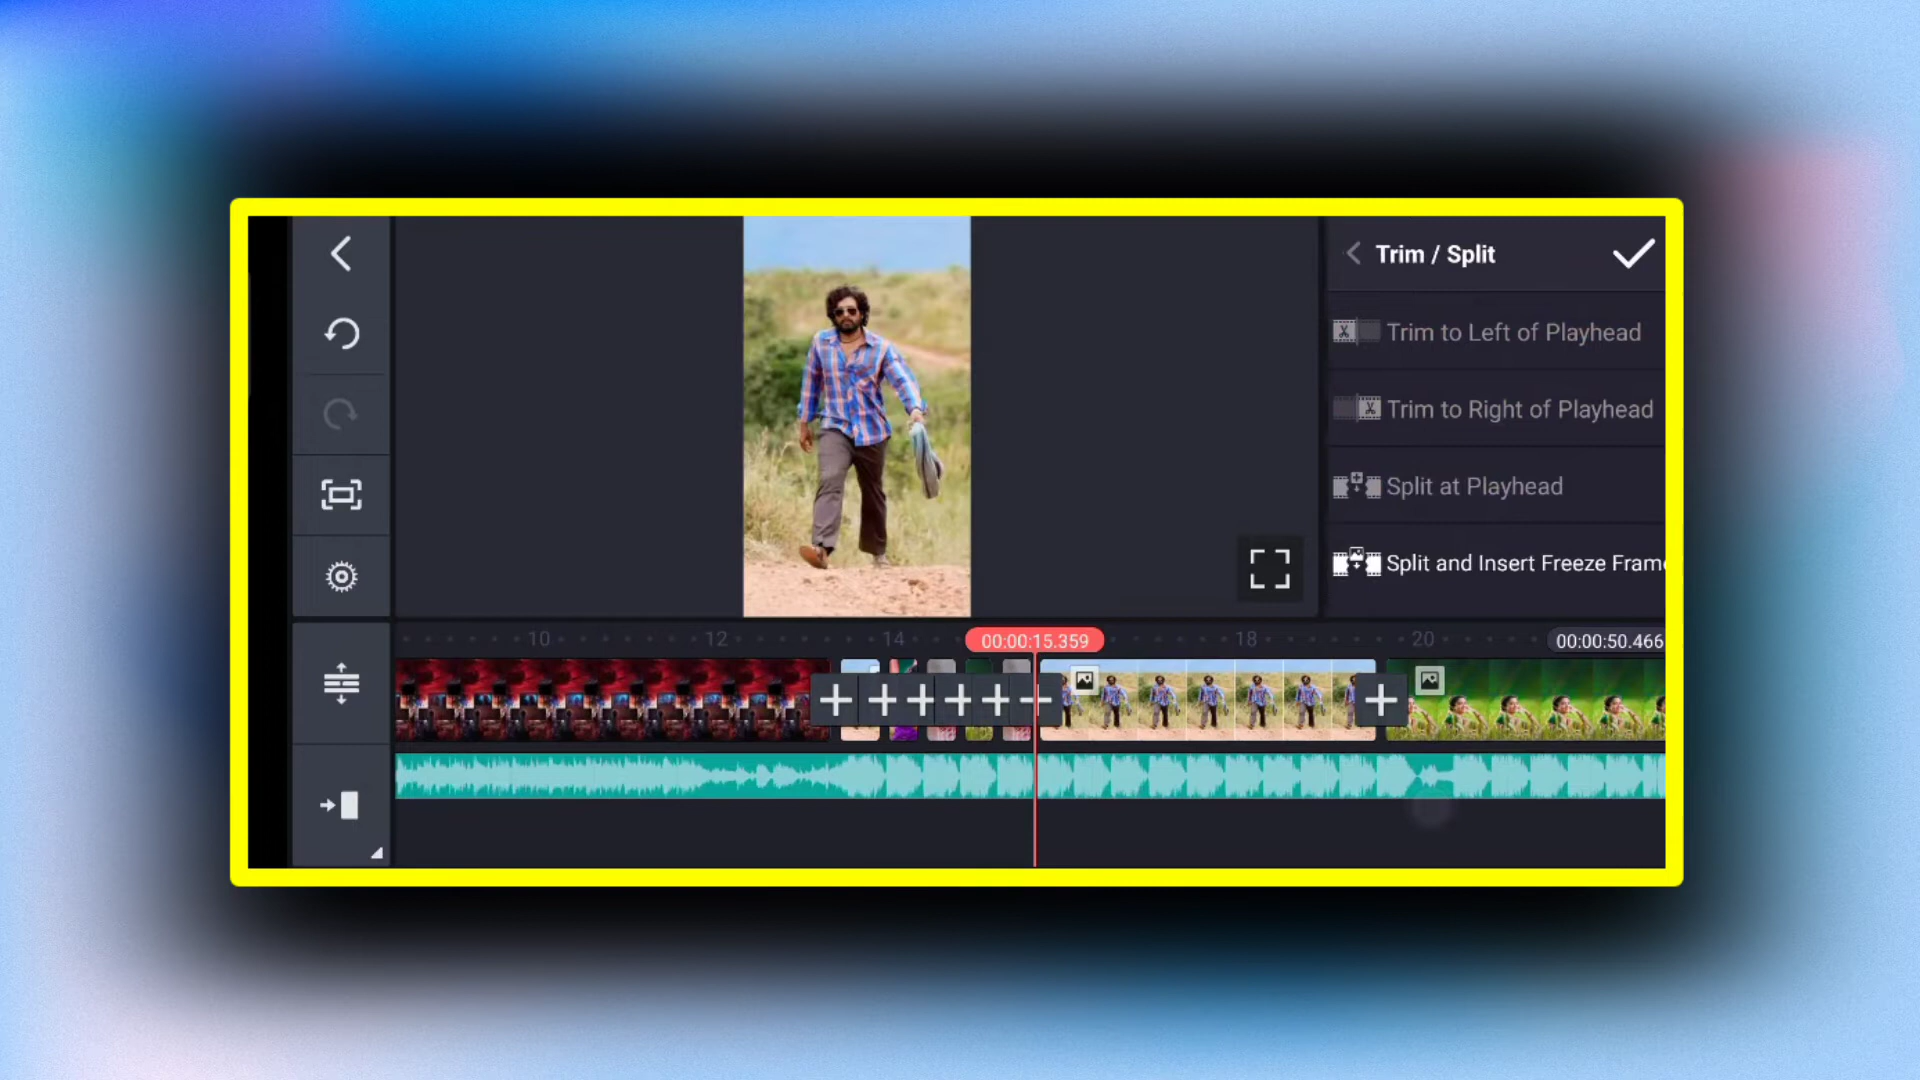 Trim / Split
Trim to Left of Playhead
Trim to Right of Playhead
Split at Playhead
Split and Insert Freeze Fram
10
12
14
00:00:15.359
18
20
00:00:50.466